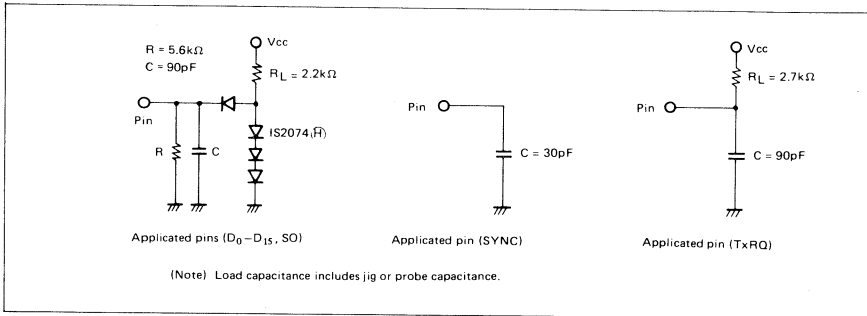 R = 5.6kΩ
C = 90pF
Vcc
RL = 2.2kΩ
Pin
R
C
IS2074(H)
Applicated pins (D0–D15, SO)
Pin
C = 30pF
Applicated pin (SYNC)
Vcc
RL = 2.7kΩ
Pin
C = 90pF
Applicated pin (TxRQ)
(Note) Load capacitance includes jig or probe capacitance.